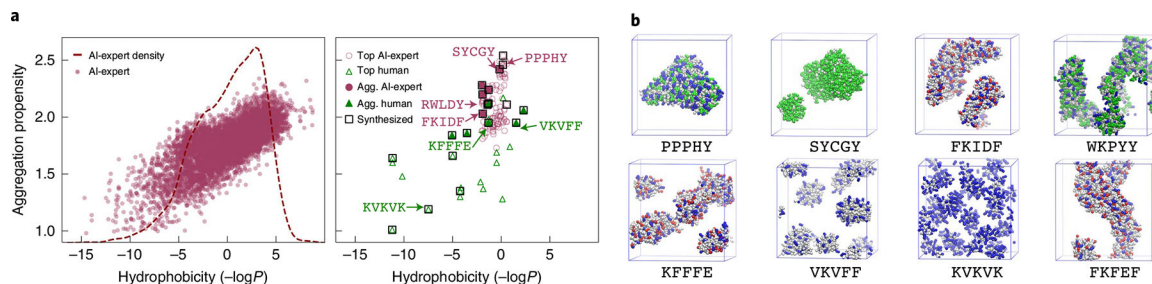 a
b
AI-expert density
AI-expert
Aggregation propensity
2.5
2.0
1.5
1.0
−15
−10
−5
0
5
Hydrophobicity (−logP)
Top AI-expert
Top human
Agg. AI-expert
Agg. human
Synthesized
SYCGY
PPPHY
RWLDY
FKIDF
KFFFE
VKVFF
KVKVK
−15
−10
−5
0
5
Hydrophobicity (−logP)
PPPHY
SYCGY
FKIDF
WKPYY
KFFFE
VKVFF
KVKVK
FKFEF